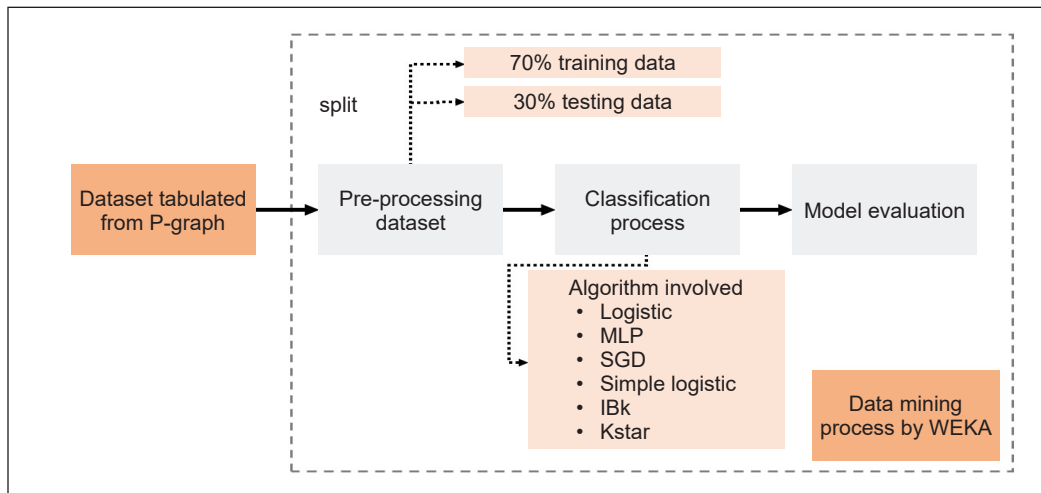 70% training data
split
30% testing data
Dataset tabulated
from P-graph
Pre-processing
dataset
Classification
process
Model evaluation
Algorithm involved
• Logistic
• MLP
• SGD
• Simple logistic
• IBk
• Kstar
Data mining
process by WEKA